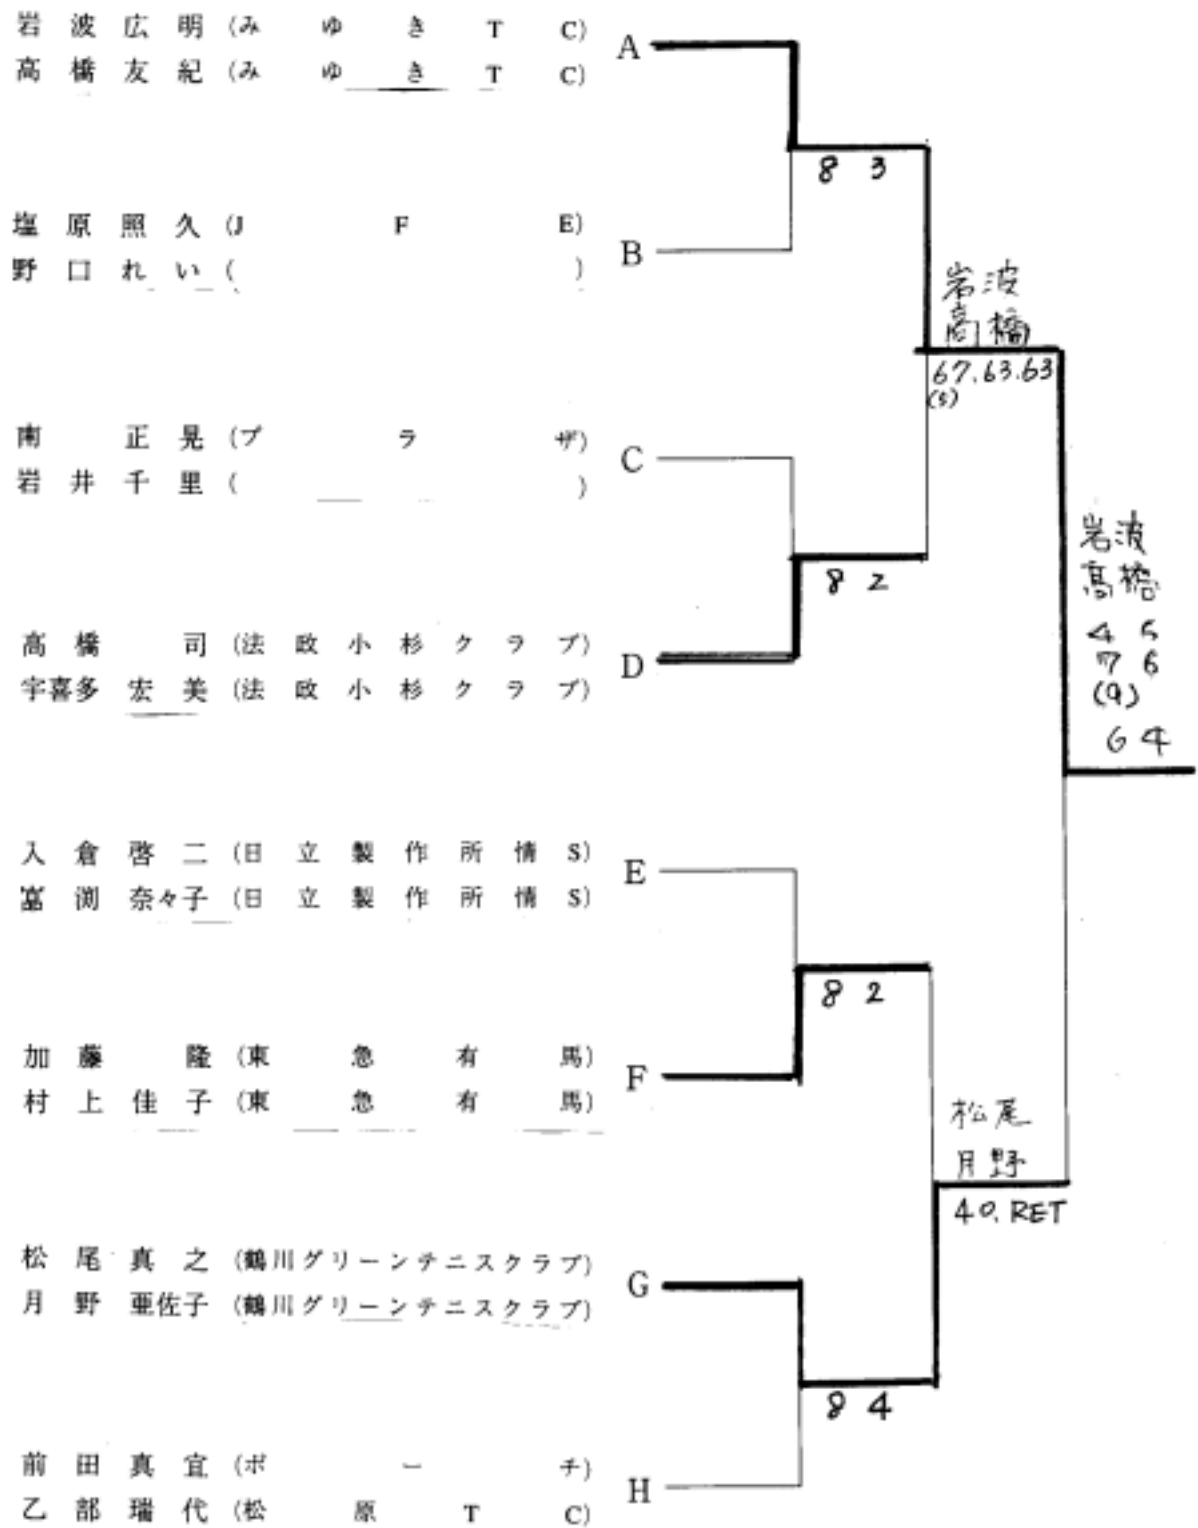 岩波広明(みゆきTC)
高橋友紀(みゆきTC)
A
8 3
塩原照久(JFE)
野口れい( )
B
岩波
高橋
67.63.63
(5)
南 正晃(プラザ)
岩井千里( )
C
8 2
岩波
高橋
4 6
7 6
(9)
6 4
高橋 司(法政小杉クラブ)
宇喜多宏美(法政小杉クラブ)
D
入倉啓二(日立製作所情S)
冨渕奈々子(日立製作所情S)
E
8 2
加藤 隆(東急有馬)
村上佳子(東急有馬)
F
松尾
月野
40.RET
松尾真之(鶴川グリーンテニスクラブ)
月野亜佐子(鶴川グリーンテニスクラブ)
G
8 4
前田真宜(ポーチ)
乙部瑞代(松原TC)
H